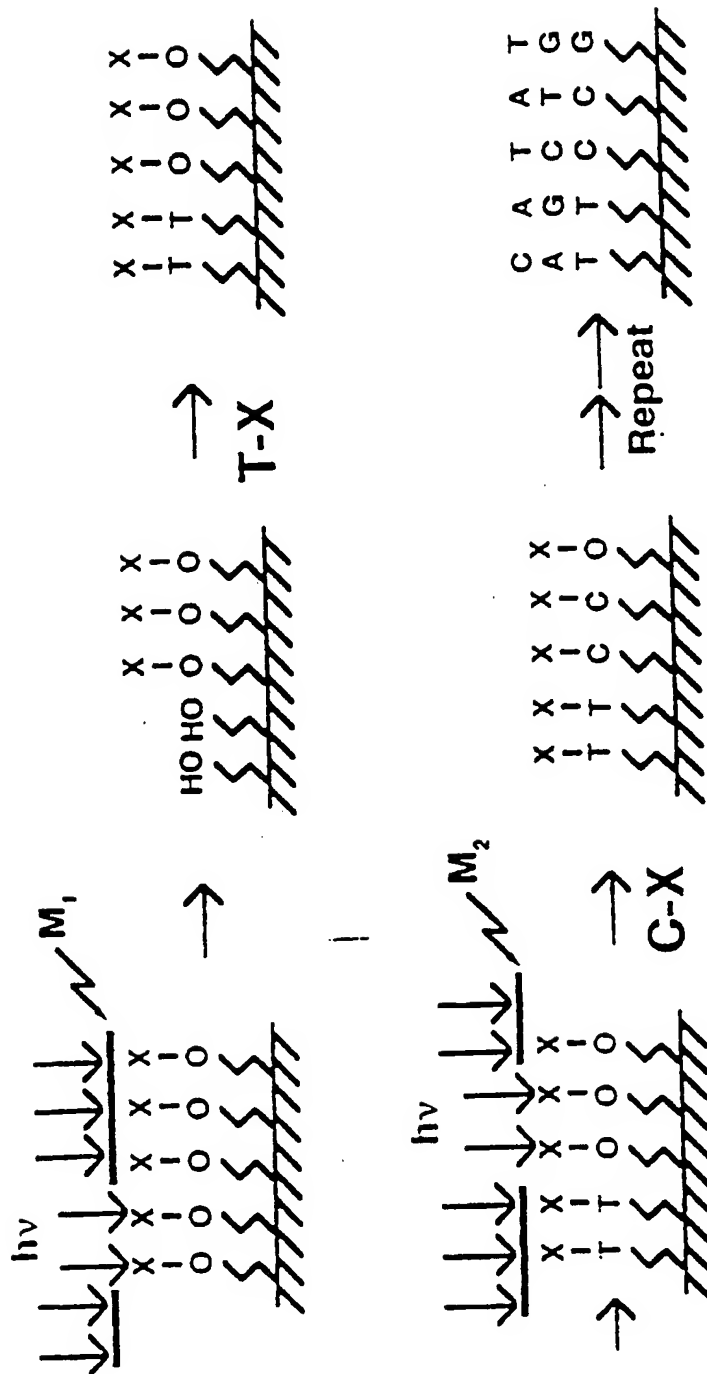 hν
M₁
X X X X X
O O O O O
X X X
HO HO O O O
T-X
X X X X X
T T O O O
hν
M₂
X X X X X
T T O O O
C-X
X X X X X
T T C C O
Repeat
C A T A T
A G C T G
T T C C G